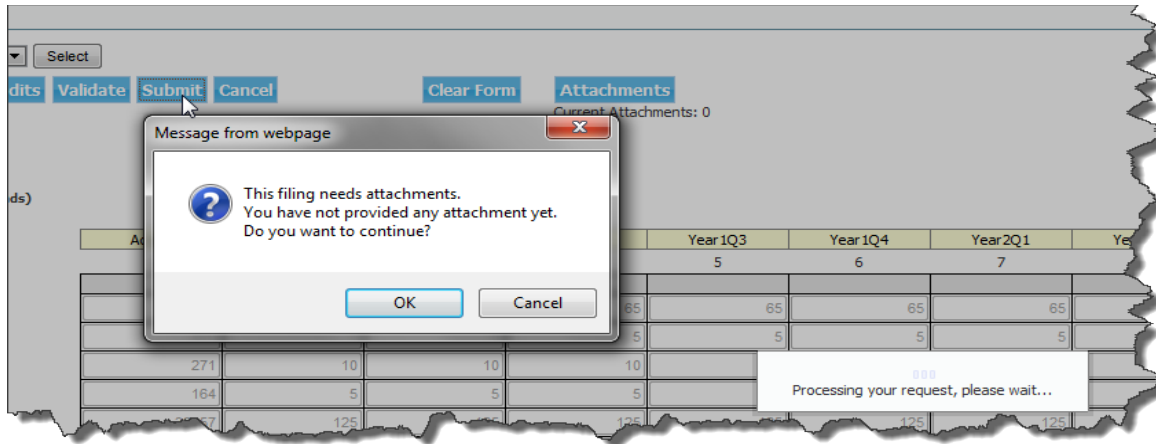 Select
dits Validate Submit Cancel Clear Form Attachments
Current Attachments: 0
Message from webpage
This filing needs attachments.
You have not provided any attachment yet.
Do you want to continue?
OK Cancel
ds)
Year1Q3 Year1Q4 Year2Q1 Ye
5 6 7
65 65 65 65
5 5 5 5
271 10 10 10
164 5 5 5
Processing your request, please wait...
125 125 125 125